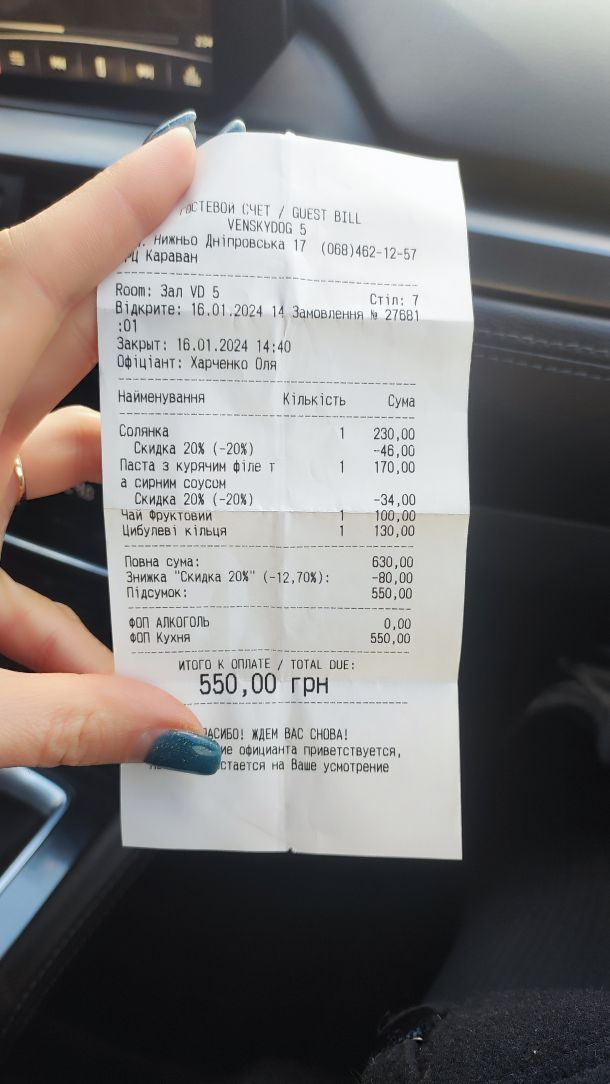 ГОСТЕВОЙ СЧЕТ / GUEST BILL
VENSKYDOG 5
Нижньо Дніпровська 17 (068)462-12-57
Караван
Room: Зал VD 5 Стіл: 7
Відкрите: 16.01.2024 14 Замовлення № 27681
:01
Закрыт: 16.01.2024 14:40
Офіціант: Харченко Оля
Найменування Кількість Сума
Солянка 1 230,00
Скидка 20% (-20%) -46,00
Паста з курячим філе т 1 170,00
а сирним соусом
Скидка 20% (-20%) -34,00
Чай Фруктовий 1 100,00
Цибулеві кільця 1 130,00
Повна сума: 630,00
Знижка "Скидка 20%" (-12,70%): -80,00
Підсумок: 550,00
ФОП АЛКОГОЛЬ 0,00
ФОП Кухня 550,00
ИТОГО К ОПЛАТЕ / TOTAL DUE:
550,00 грн
АСИБО! ЖДЕМ ВАС СНОВА!
официанта приветствуется,
на Ваше усмотрение